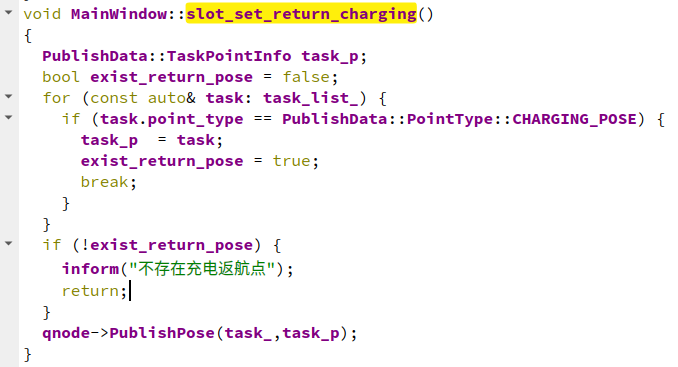 void MainWindow::slot_set_return_charging()
{
  PublishData::TaskPointInfo task_p;
  bool exist_return_pose = false;
  for (const auto& task: task_list_) {
    if (task.point_type == PublishData::PointType::CHARGING_POSE) {
      task_p  = task;
      exist_return_pose = true;
      break;
    }
  }
  if (!exist_return_pose) {
    inform("不存在充电返航点");
    return;
  }
  qnode->PublishPose(task_,task_p);
}